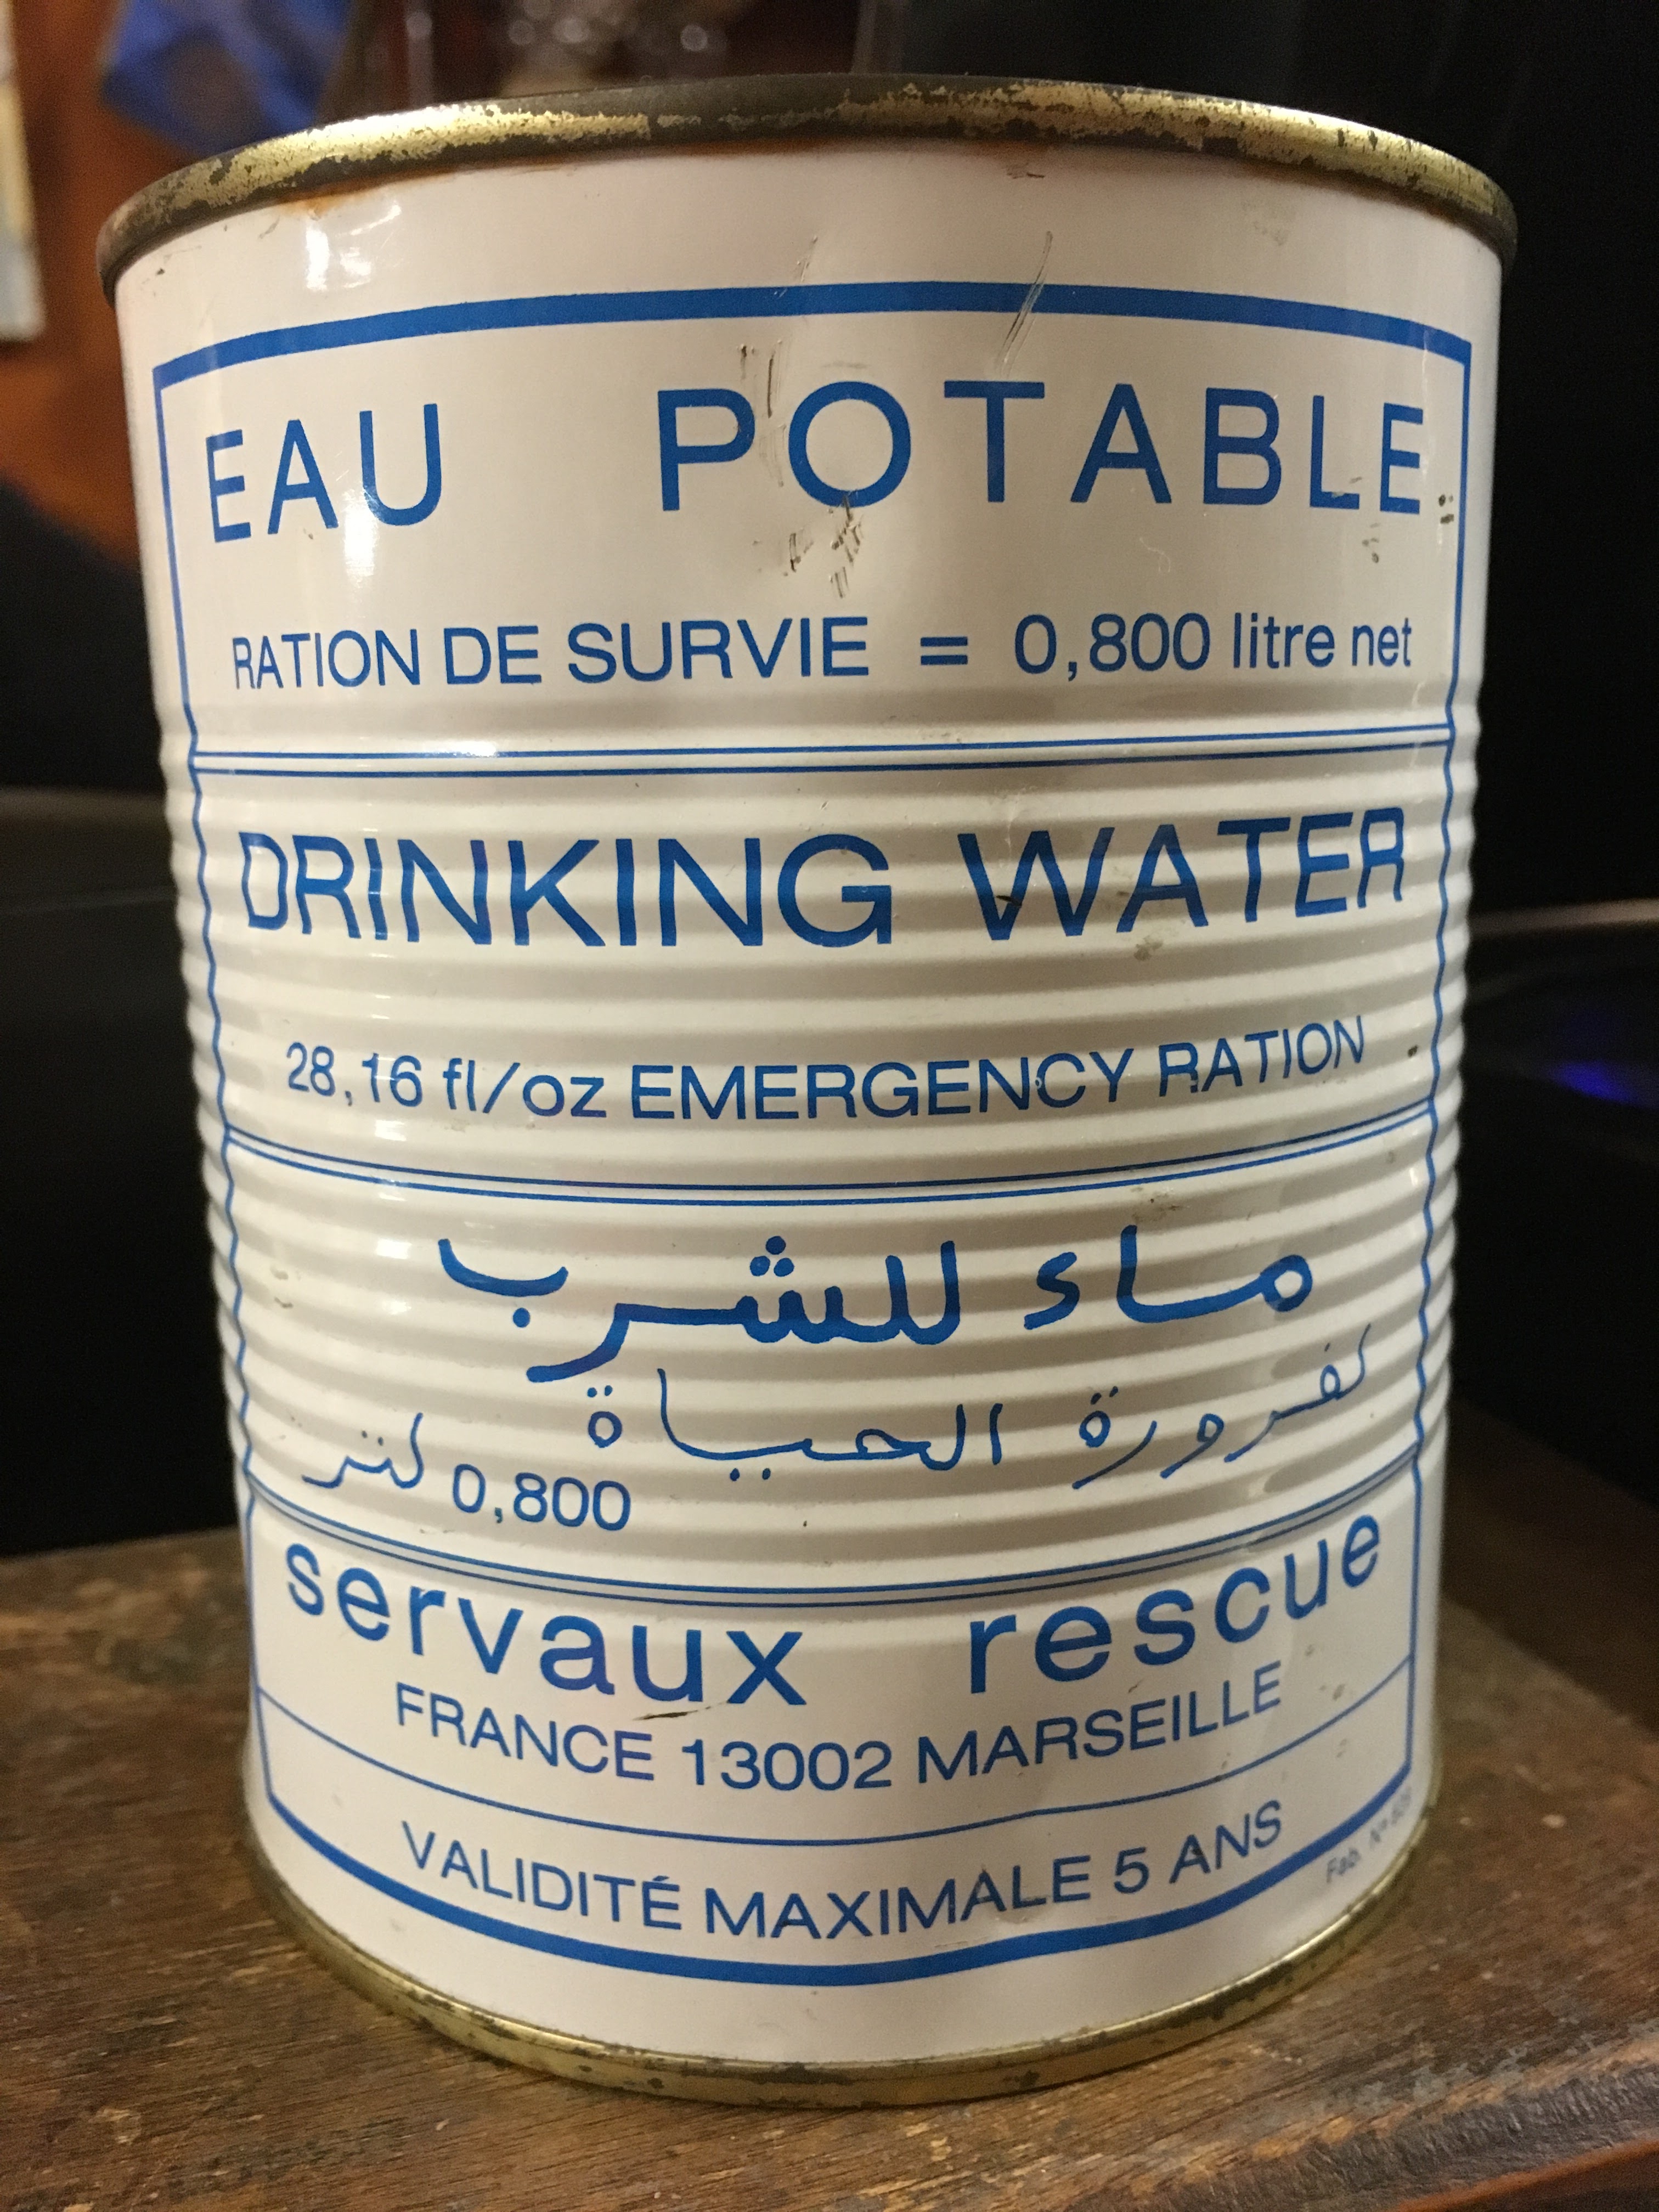 EAU POTABLE
RATION DE SURVIE = 0,800 litre net
DRINKING WATER
28,16 fl/oz EMERGENCY RATION
ماء للشرب
لضرورة الحياة
0,800 لتر
servaux rescue
FRANCE 13002 MARSEILLE
VALIDITÉ MAXIMALE 5 ANS
Fab. N°